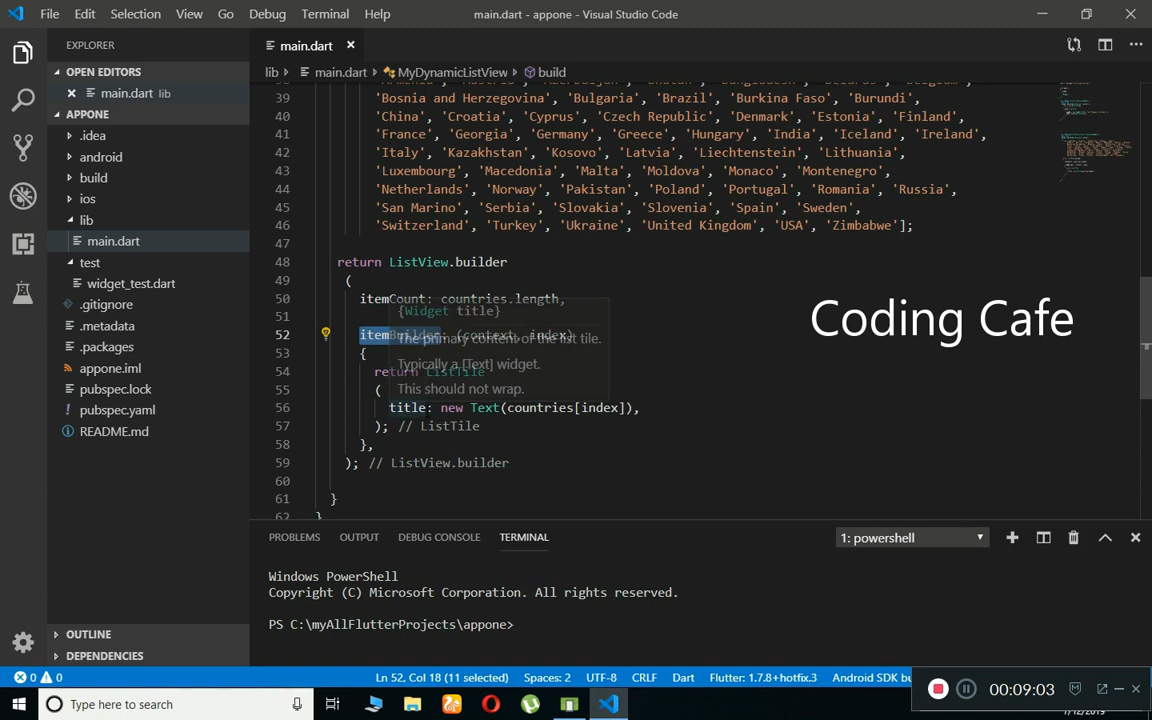 File Edit Selection View Go Debug Terminal Help
main.dart - appone - Visual Studio Code
EXPLORER
OPEN EDITORS
main.dart lib
APPONE
.idea
android
build
ios
lib
main.dart
test
widget_test.dart
.gitignore
.metadata
.packages
appone.iml
pubspec.lock
pubspec.yaml
README.md
OUTLINE
DEPENDENCIES
main.dart
lib main.dart MyDynamicListView build
39 'Bosnia and Herzegovina', 'Bulgaria', 'Brazil', 'Burkina Faso', 'Burundi',
40 'China', 'Croatia', 'Cyprus', 'Czech Republic', 'Denmark', 'Estonia', 'Finland',
41 'France', 'Georgia', 'Germany', 'Greece', 'Hungary', 'India', 'Iceland', 'Ireland',
42 'Italy', 'Kazakhstan', 'Kosovo', 'Latvia', 'Liechtenstein', 'Lithuania',
43 'Luxembourg', 'Macedonia', 'Malta', 'Moldova', 'Monaco', 'Montenegro',
44 'Netherlands', 'Norway', 'Pakistan', 'Poland', 'Portugal', 'Romania', 'Russia',
45 'San Marino', 'Serbia', 'Slovakia', 'Slovenia', 'Spain', 'Sweden',
46 'Switzerland', 'Turkey', 'Ukraine', 'United Kingdom', 'USA', 'Zimbabwe'];
47
48 return ListView.builder
49 (
50 itemCount: countries.length,
51
{Widget title}
52 itemBuilder: (context, index)
The primary content of the list tile.
53 {
Typically a [Text] widget.
54 return ListTile
This should not wrap.
55 (
56 title: new Text(countries[index]),
57 ); // ListTile
58 },
59 ); // ListView.builder
60
61 }
62 }
Coding Cafe
PROBLEMS OUTPUT DEBUG CONSOLE TERMINAL
1: powershell
Windows PowerShell
Copyright (C) Microsoft Corporation. All rights reserved.
PS C:\myAllFlutterProjects\appone>
0 0
Ln 52, Col 18 (11 selected) Spaces: 2 UTF-8 CRLF Dart Flutter: 1.7.8+hotfix.3 Android SDK
00:09:03
Type here to search